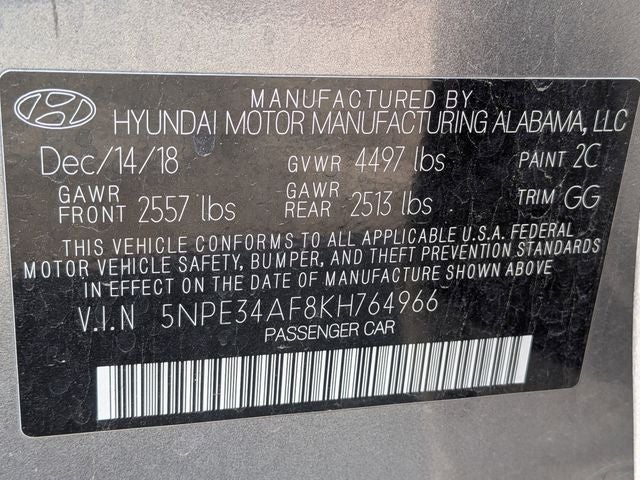 MANUFACTURED BY
HYUNDAI MOTOR MANUFACTURING ALABAMA, LLC
Dec/14/18 GVWR 4497 lbs PAINT 2C
GAWR FRONT 2557 lbs GAWR REAR 2513 lbs TRIM GG
THIS VEHICLE CONFORMS TO ALL APPLICABLE U.S.A. FEDERAL
MOTOR VEHICLE SAFETY, BUMPER, AND THEFT PREVENTION STANDARDS
IN EFFECT ON THE DATE OF MANUFACTURE SHOWN ABOVE
V.I.N 5NPE34AF8KH764966
PASSENGER CAR